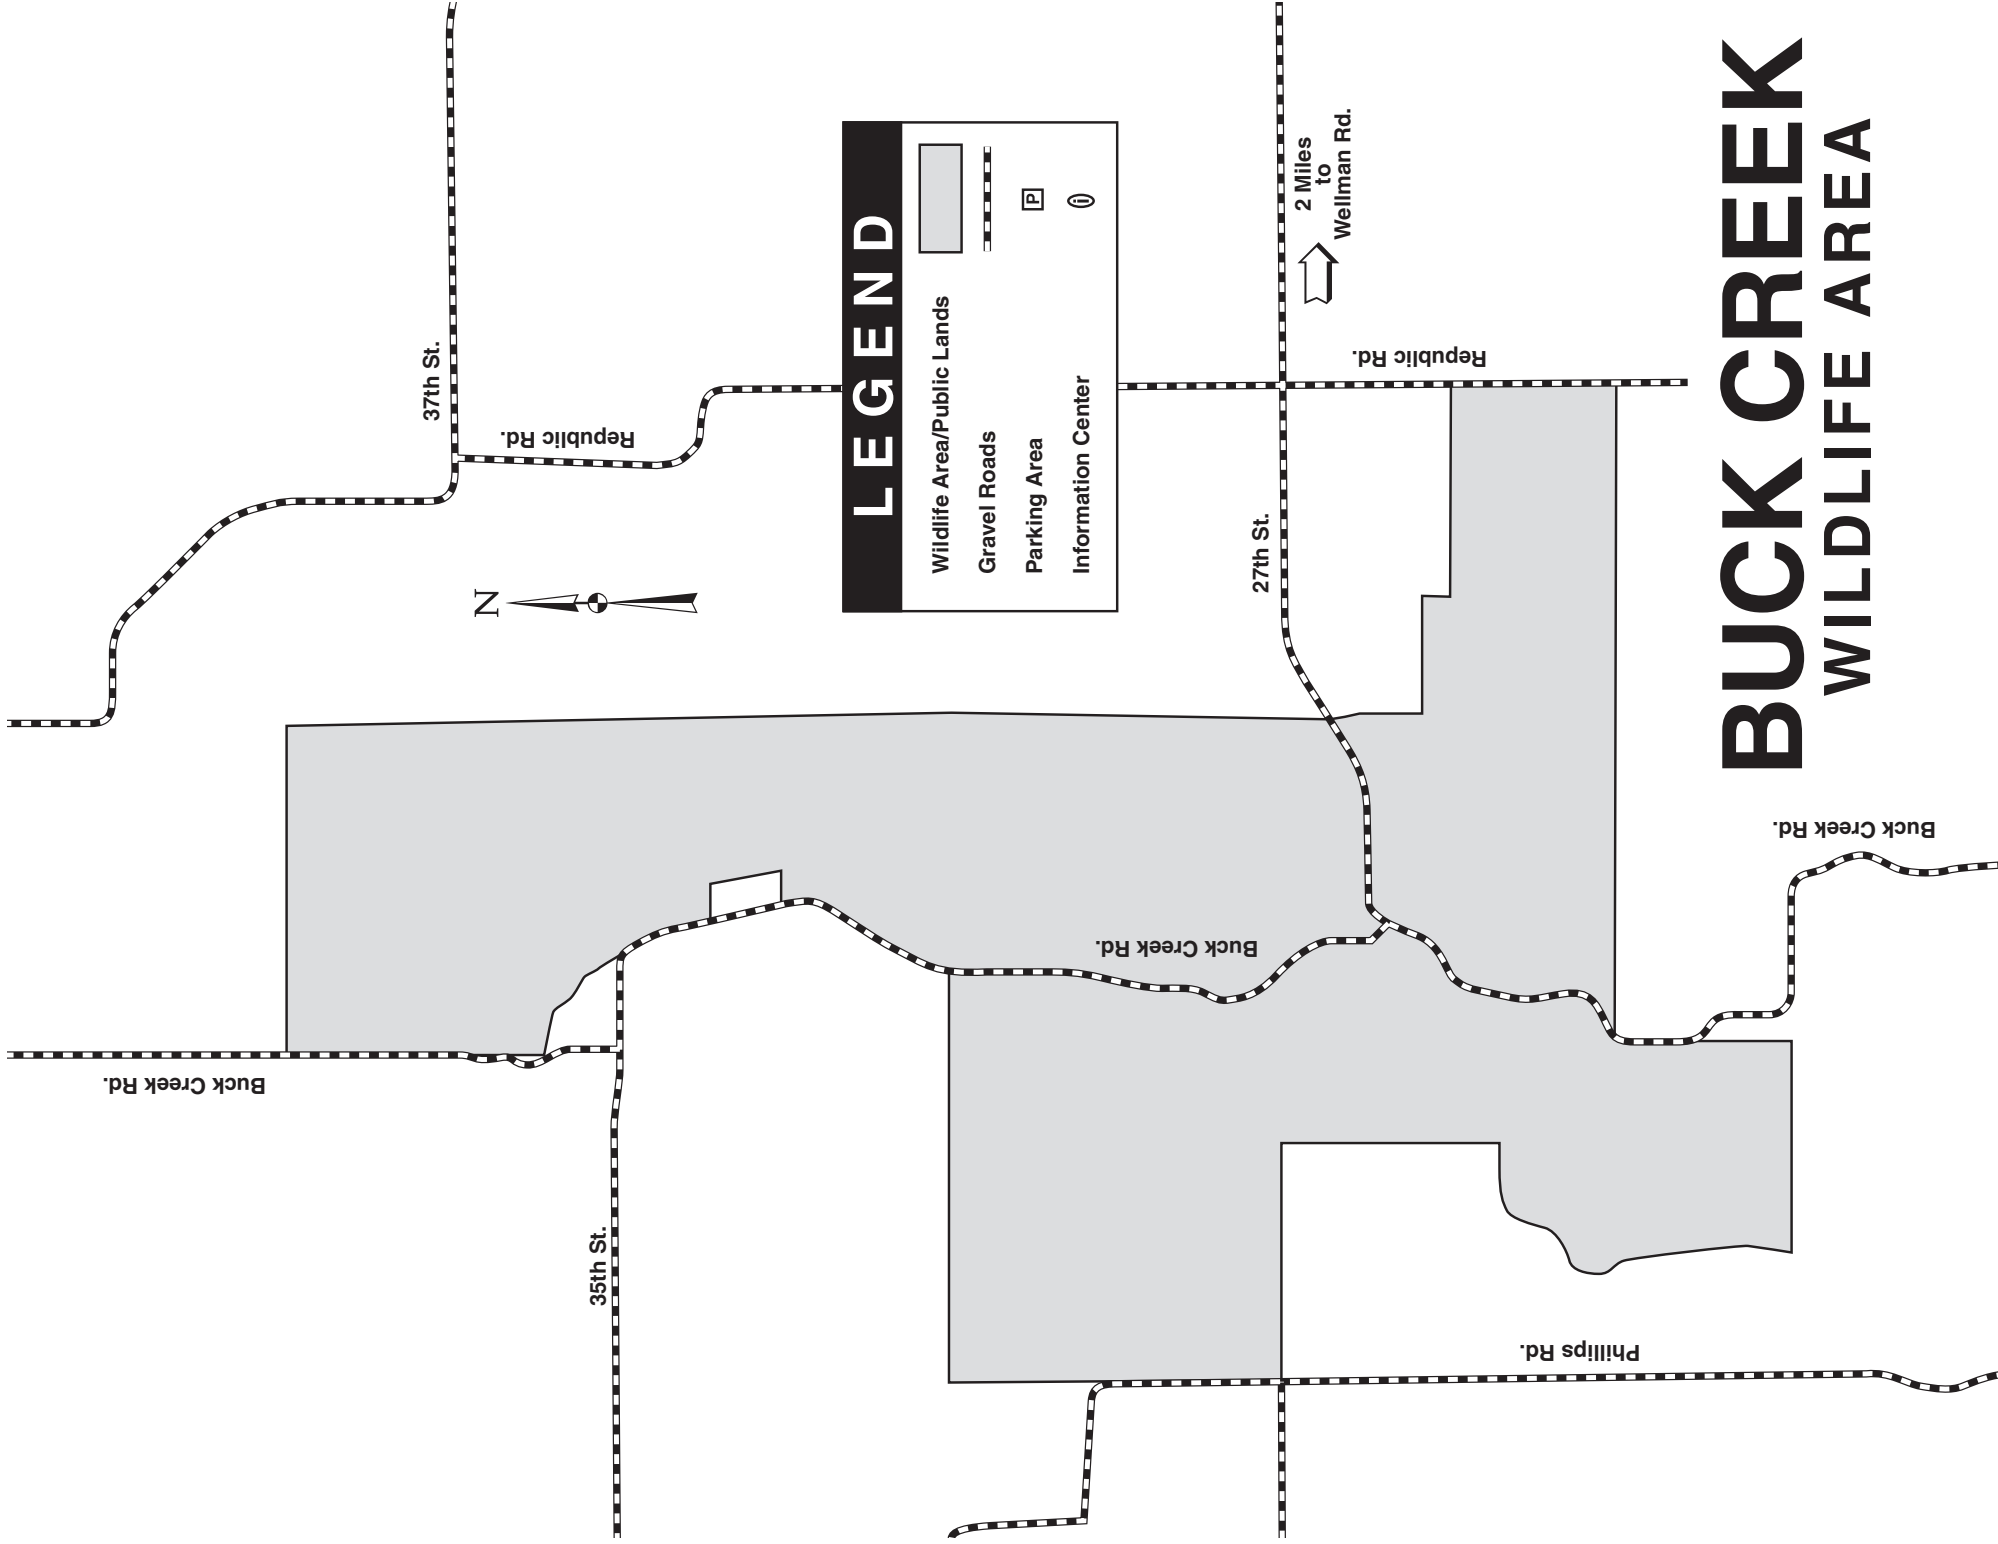 BUCK CREEK
WILDLIFE AREA
LEGEND
Wildlife Area/Public Lands
Gravel Roads
Parking Area
P
Information Center
i
N
37th St.
Republic Rd.
Buck Creek Rd.
35th St.
Buck Creek Rd.
27th St.
2 Miles
to
Wellman Rd.
Republic Rd.
Phillips Rd.
Buck Creek Rd.